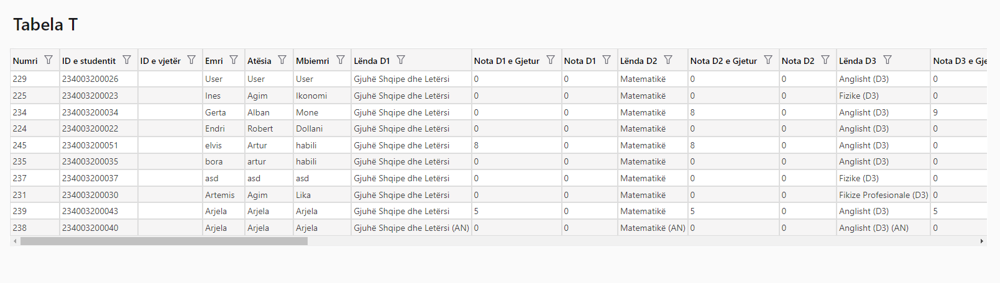 Tabela T
Numri ID e studentit ID e vjetër Emri Atësia Mbiemri Lënda D1 Nota D1 e Gjetur Nota D1 Lënda D2 Nota D2 e Gjetur Nota D2 Lënda D3 Nota D3 e Gje
229 234003200026 User User User Gjuhë Shqipe dhe Letërsi 0 0 Matematikë 0 0 Anglisht (D3) 0
225 234003200023 Ines Agim Ikonomi Gjuhë Shqipe dhe Letërsi 0 0 Matematikë 0 0 Fizike (D3) 0
234 234003200034 Gerta Alban Mone Gjuhë Shqipe dhe Letërsi 0 0 Matematikë 8 0 Anglisht (D3) 9
224 234003200022 Endri Robert Dollani Gjuhë Shqipe dhe Letërsi 0 0 Matematikë 0 0 Anglisht (D3) 0
245 234003200051 elvis Artur habili Gjuhë Shqipe dhe Letërsi 8 0 Matematikë 8 0 Anglisht (D3) 0
235 234003200035 bora artur habili Gjuhë Shqipe dhe Letërsi 0 0 Matematikë 0 0 Anglisht (D3) 0
237 234003200037 asd asd asd Gjuhë Shqipe dhe Letërsi 0 0 Matematikë 0 0 Fizike (D3) 0
231 234003200030 Artemis Agim Lika Gjuhë Shqipe dhe Letërsi 0 0 Matematikë 0 0 Fikize Profesionale (D3) 0
239 234003200043 Arjela Arjela Arjela Gjuhë Shqipe dhe Letërsi 5 0 Matematikë 5 0 Anglisht (D3) 5
238 234003200040 Arjela Arjela Arjela Gjuhë Shqipe dhe Letërsi (AN) 0 0 Matematikë (AN) 0 0 Anglisht (D3) (AN) 0